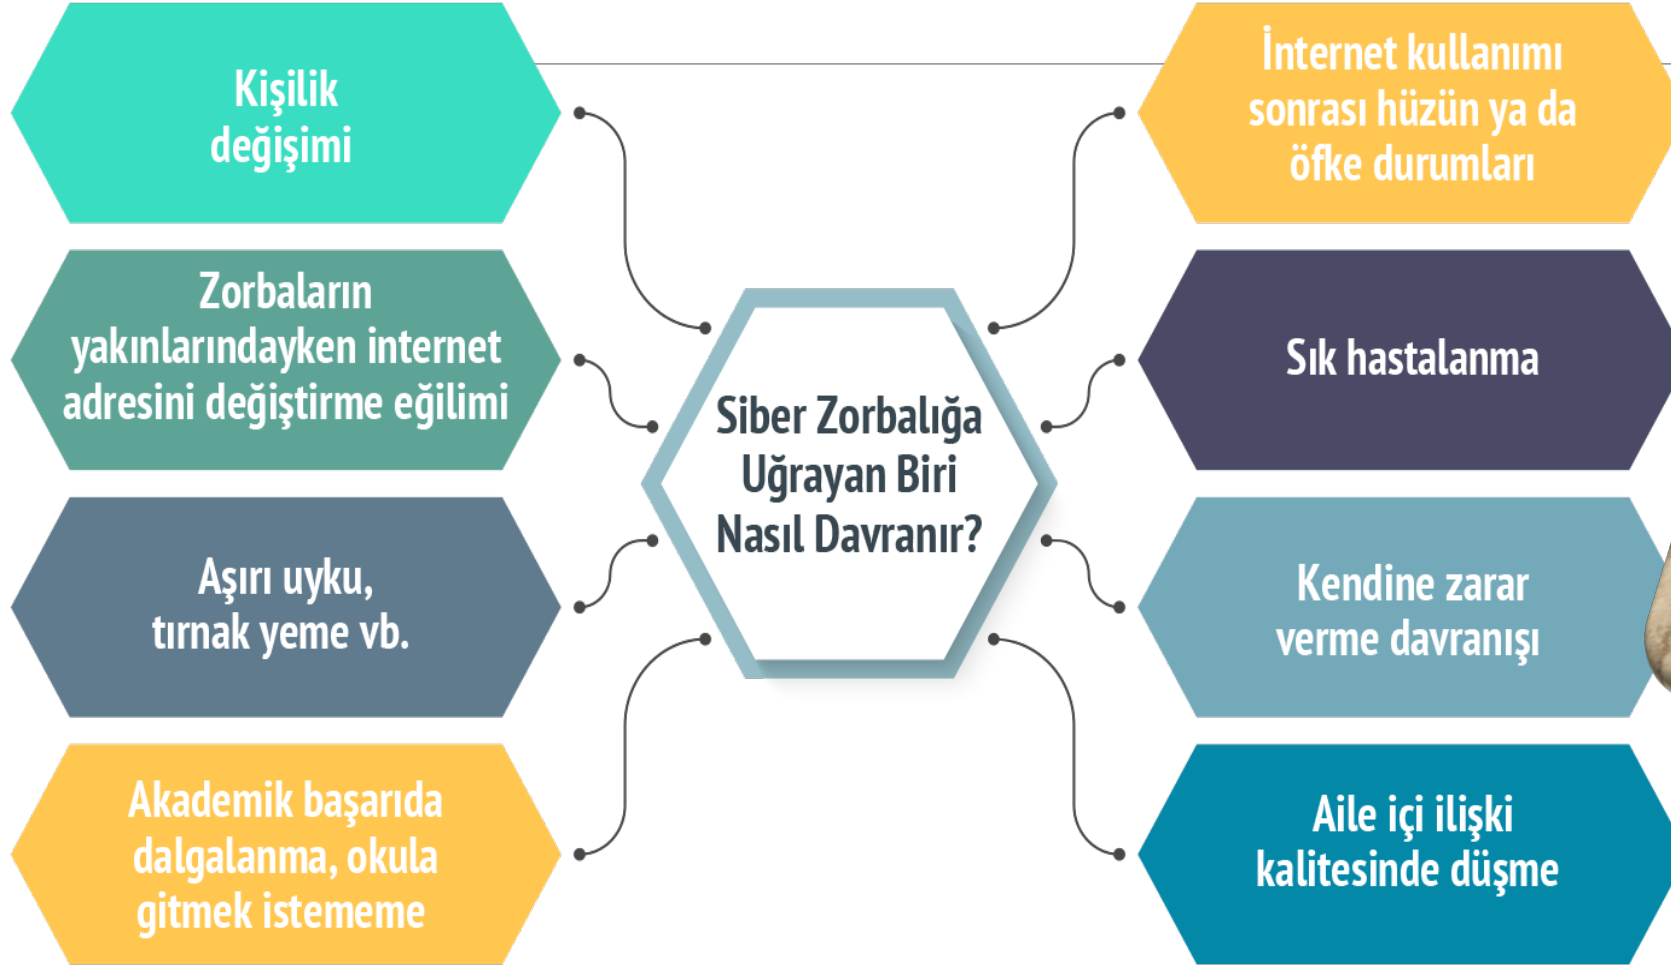 Kişilik
değişimi
Zorbaların
yakınlarındayken internet
adresini değiştirme eğilimi
Aşırı uyku,
tırnak yeme vb.
Akademik başarıda
dalgalanma, okula
gitmek istememe
Siber Zorbalığa
Uğrayan Biri
Nasıl Davranır?
İnternet kullanımı
sonrası hüzün ya da
öfke durumları
Sık hastalanma
Kendine zarar
verme davranışı
Aile içi ilişki
kalitesinde düşme